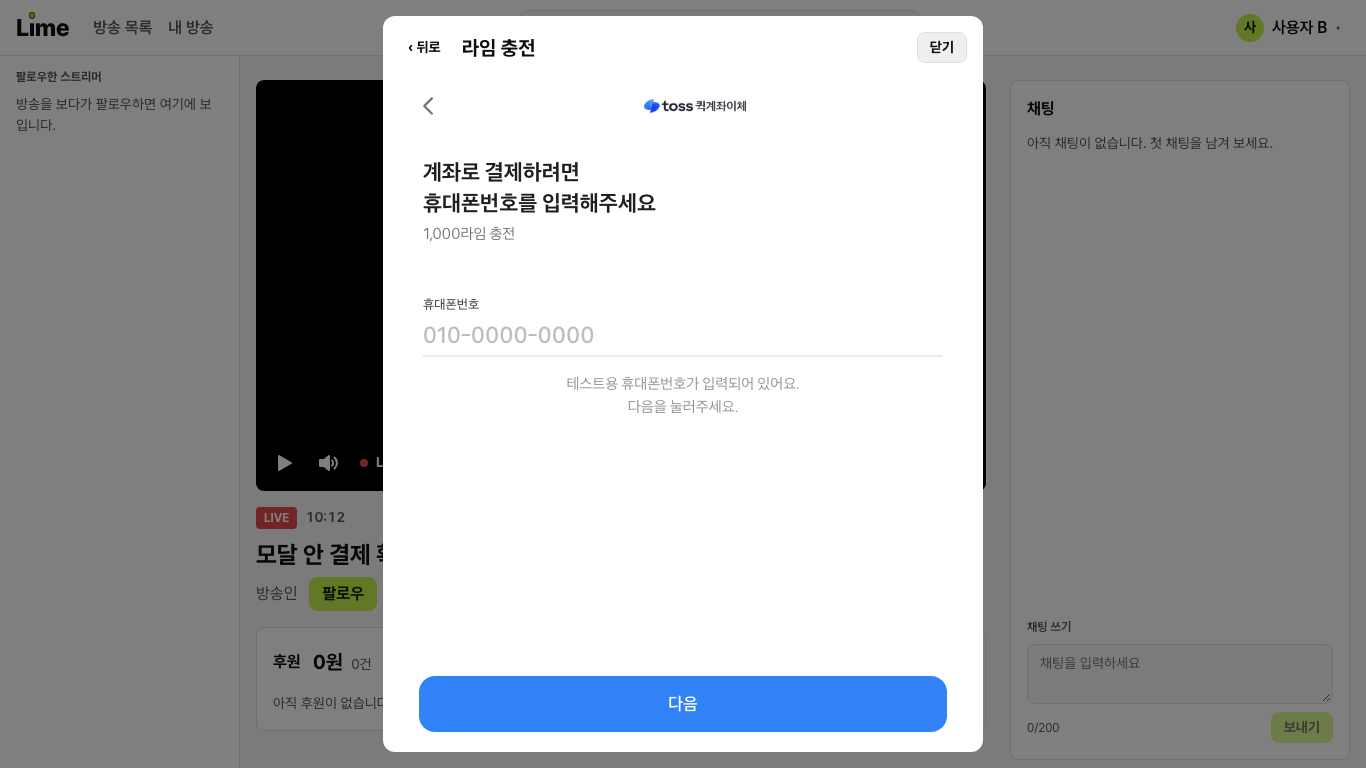 Lime
방송 목록
내 방송
사
사용자 B
팔로우한 스트리머
방송을 보다가 팔로우하면 여기에 보
입니다.
‹ 뒤로
라임 충전
닫기
toss 퀵계좌이체
계좌로 결제하려면
휴대폰번호를 입력해주세요
1,000라임 충전
휴대폰번호
010-0000-0000
테스트용 휴대폰번호가 입력되어 있어요.
다음을 눌러주세요.
다음
LIVE
10:12
모달 안 결제
방송인
팔로우
후원
0원
0건
아직 후원이 없습니다
채팅
아직 채팅이 없습니다. 첫 채팅을 남겨 보세요.
채팅 쓰기
채팅을 입력하세요
0/200
보내기